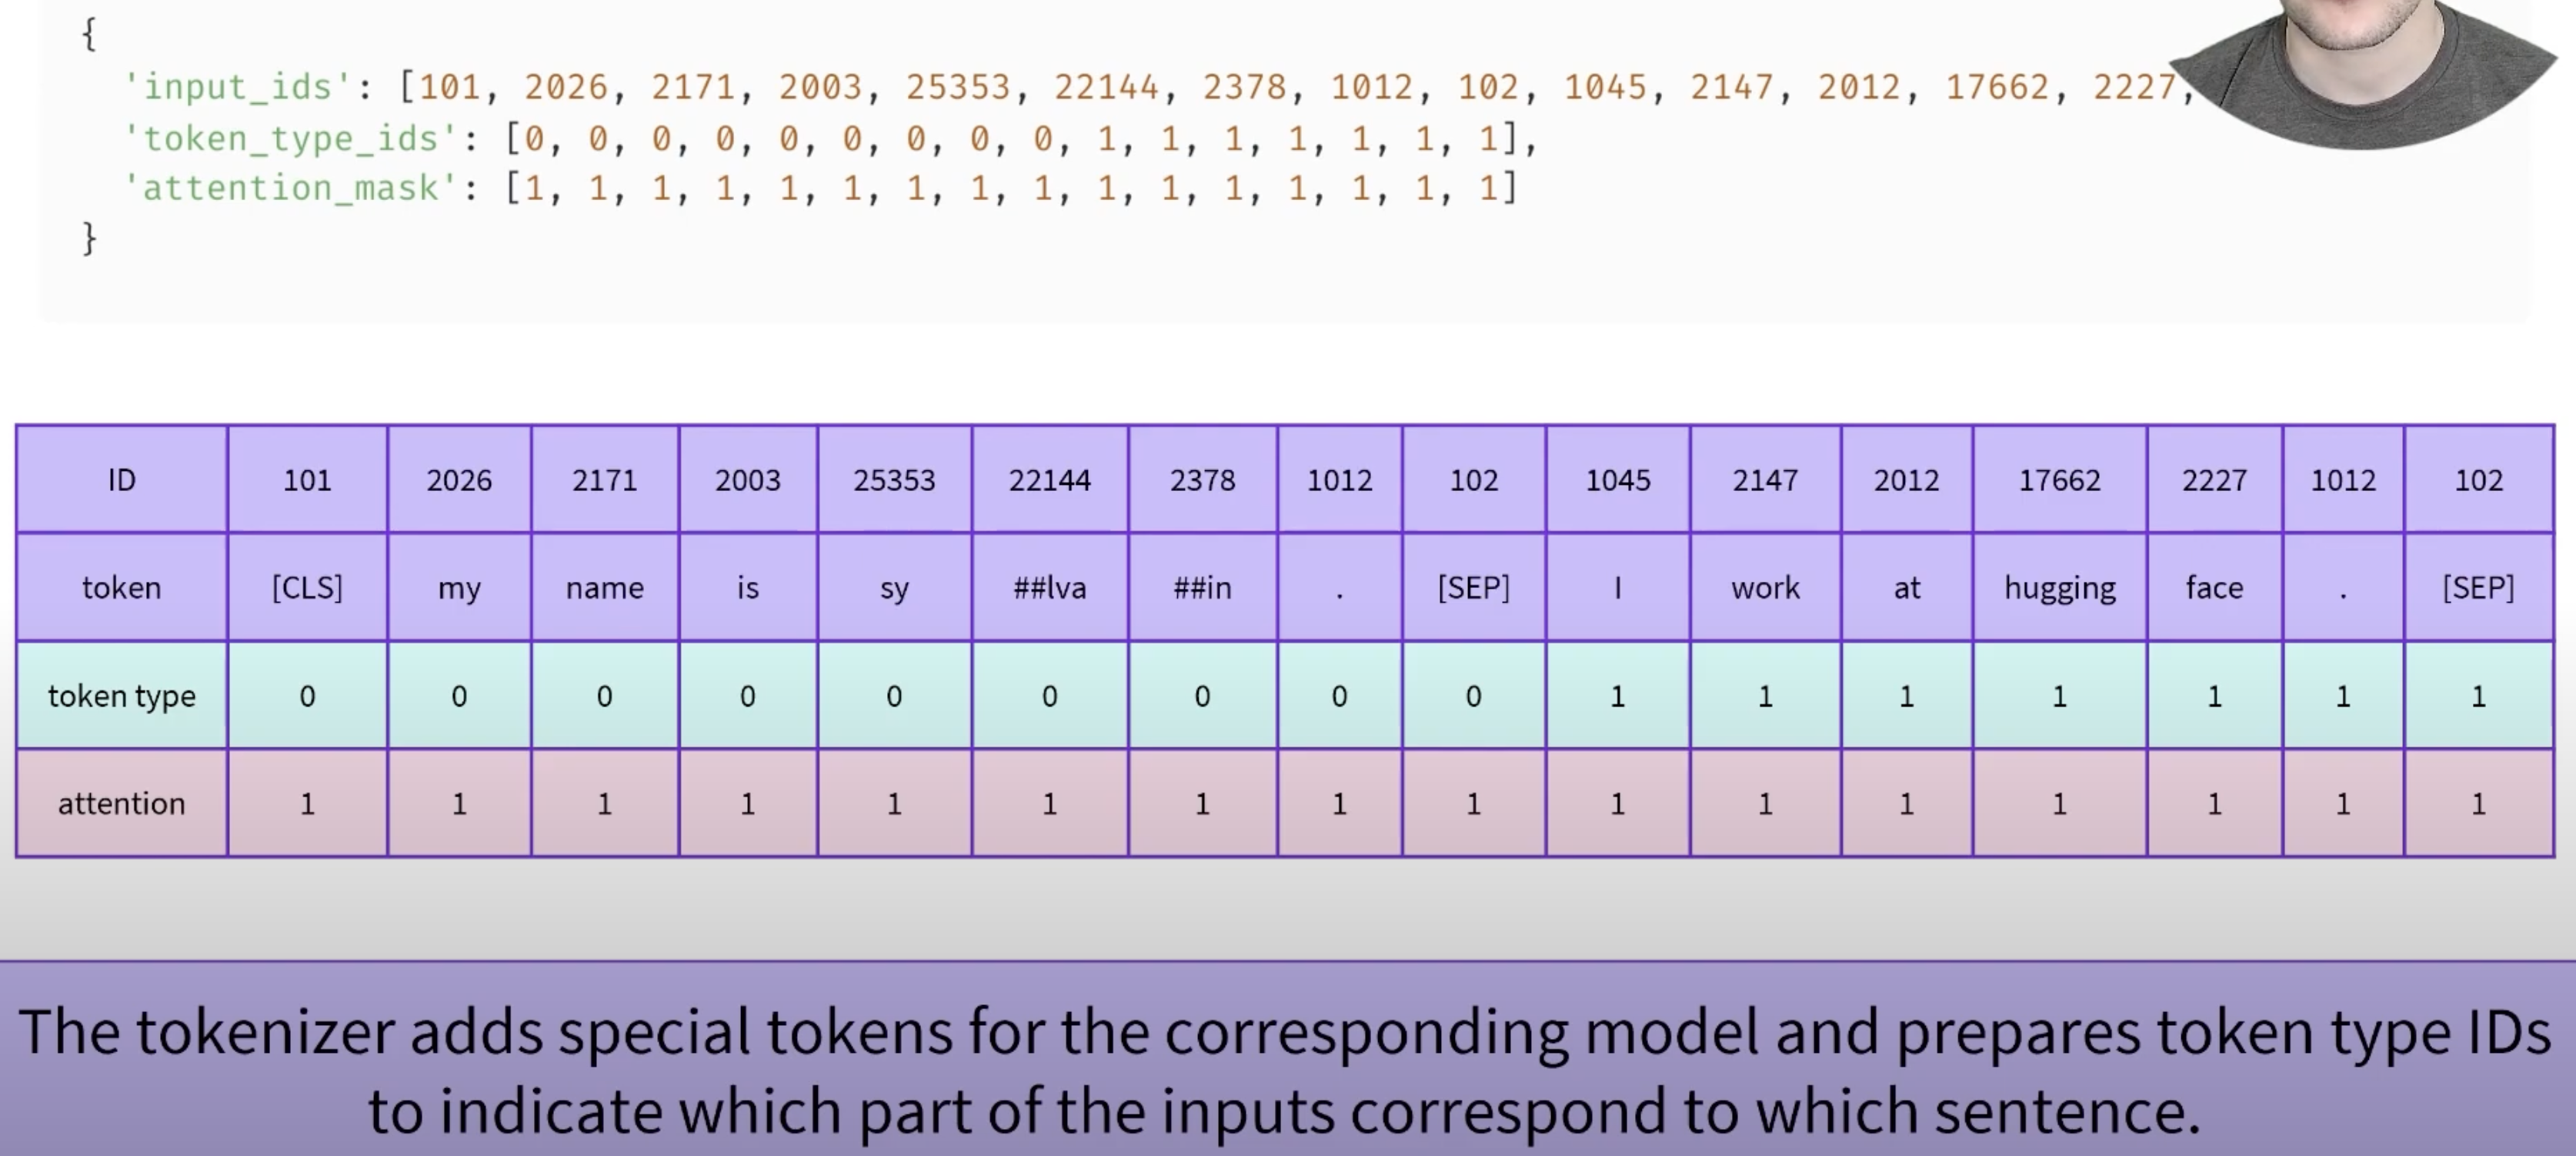 {
'input_ids': [101, 2026, 2171, 2003, 25353, 22144, 2378, 1012, 102, 1045, 2147, 2012, 17662, 2227,
'token_type_ids': [0, 0, 0, 0, 0, 0, 0, 0, 0, 1, 1, 1, 1, 1, 1, 1],
'attention_mask': [1, 1, 1, 1, 1, 1, 1, 1, 1, 1, 1, 1, 1, 1, 1, 1]
}
ID 101 2026 2171 2003 25353 22144 2378 1012 102 1045 2147 2012 17662 2227 1012 102
token [CLS] my name is sy ##lva ##in . [SEP] I work at hugging face . [SEP]
token type 0 0 0 0 0 0 0 0 0 1 1 1 1 1 1 1
attention 1 1 1 1 1 1 1 1 1 1 1 1 1 1 1 1
The tokenizer adds special tokens for the corresponding model and prepares token type IDs
to indicate which part of the inputs correspond to which sentence.